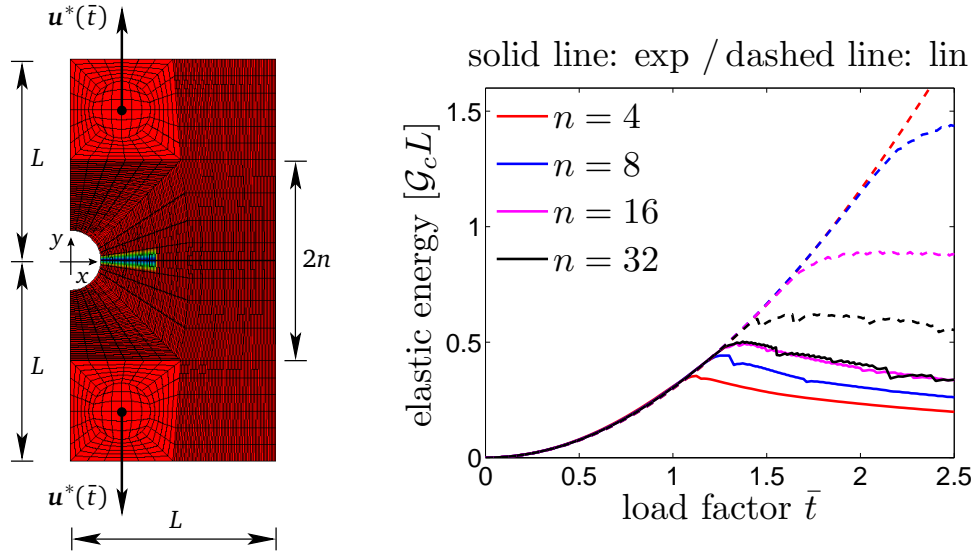 u*(t̄)
L
y
x
2n
L
u*(t̄)
L
solid line: exp / dashed line: lin
n = 4
n = 8
n = 16
n = 32
elastic energy [𝒢cL]
1.5
1
0.5
0
0 0.5 1 1.5 2 2.5
load factor t̄